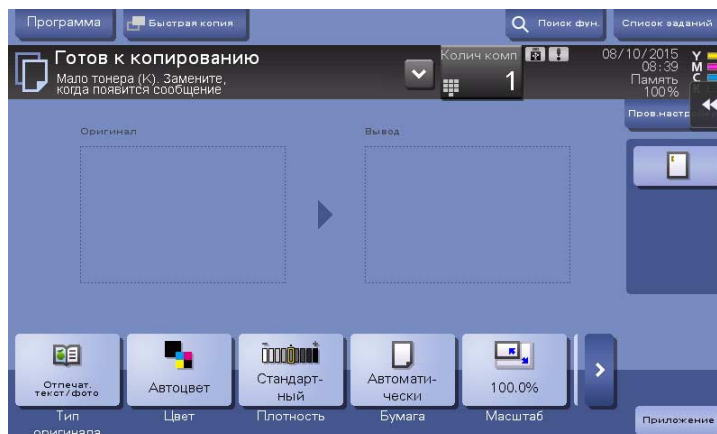 Программа
Быстрая копия
Поиск фун.
Список заданий
Готов к копированию
Мало тонера (K). Замените,
когда появится сообщение
Колич комп
1
08/10/2015
08:39
Память
100%
Y
M
C
K
Пров.настр
Оригинал
Вывод
Отпечат.
текст/фото
Автоцвет
Стандарт-
ный
Автомати-
чески
100.0%
Тип
оригинала
Цвет
Плотность
Бумага
Масштаб
Приложение